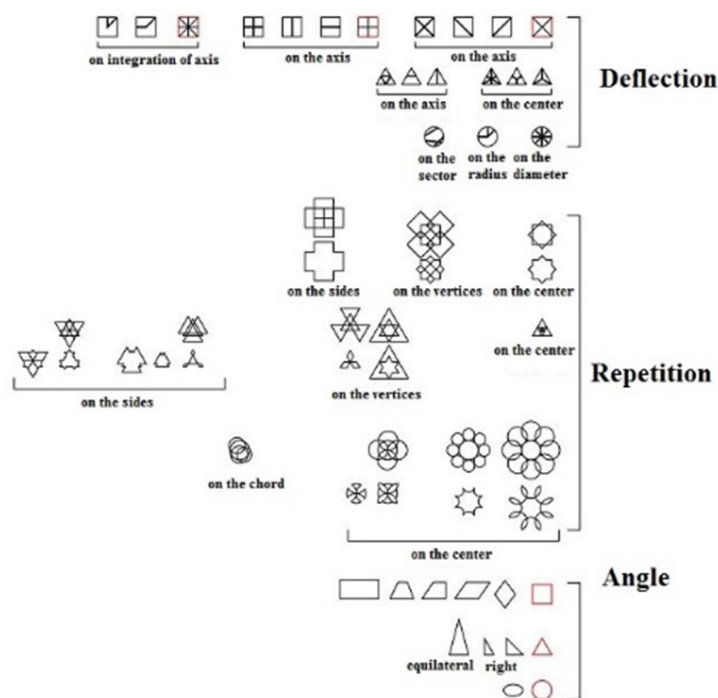 on integration of axis
on the axis
on the axis
Deflection
on the axis
on the center
on the
sector
on the
radius
on the
diameter
on the sides
on the vertices
on the center
on the center
Repetition
on the sides
on the vertices
on the chord
on the center
Angle
equilateral
right